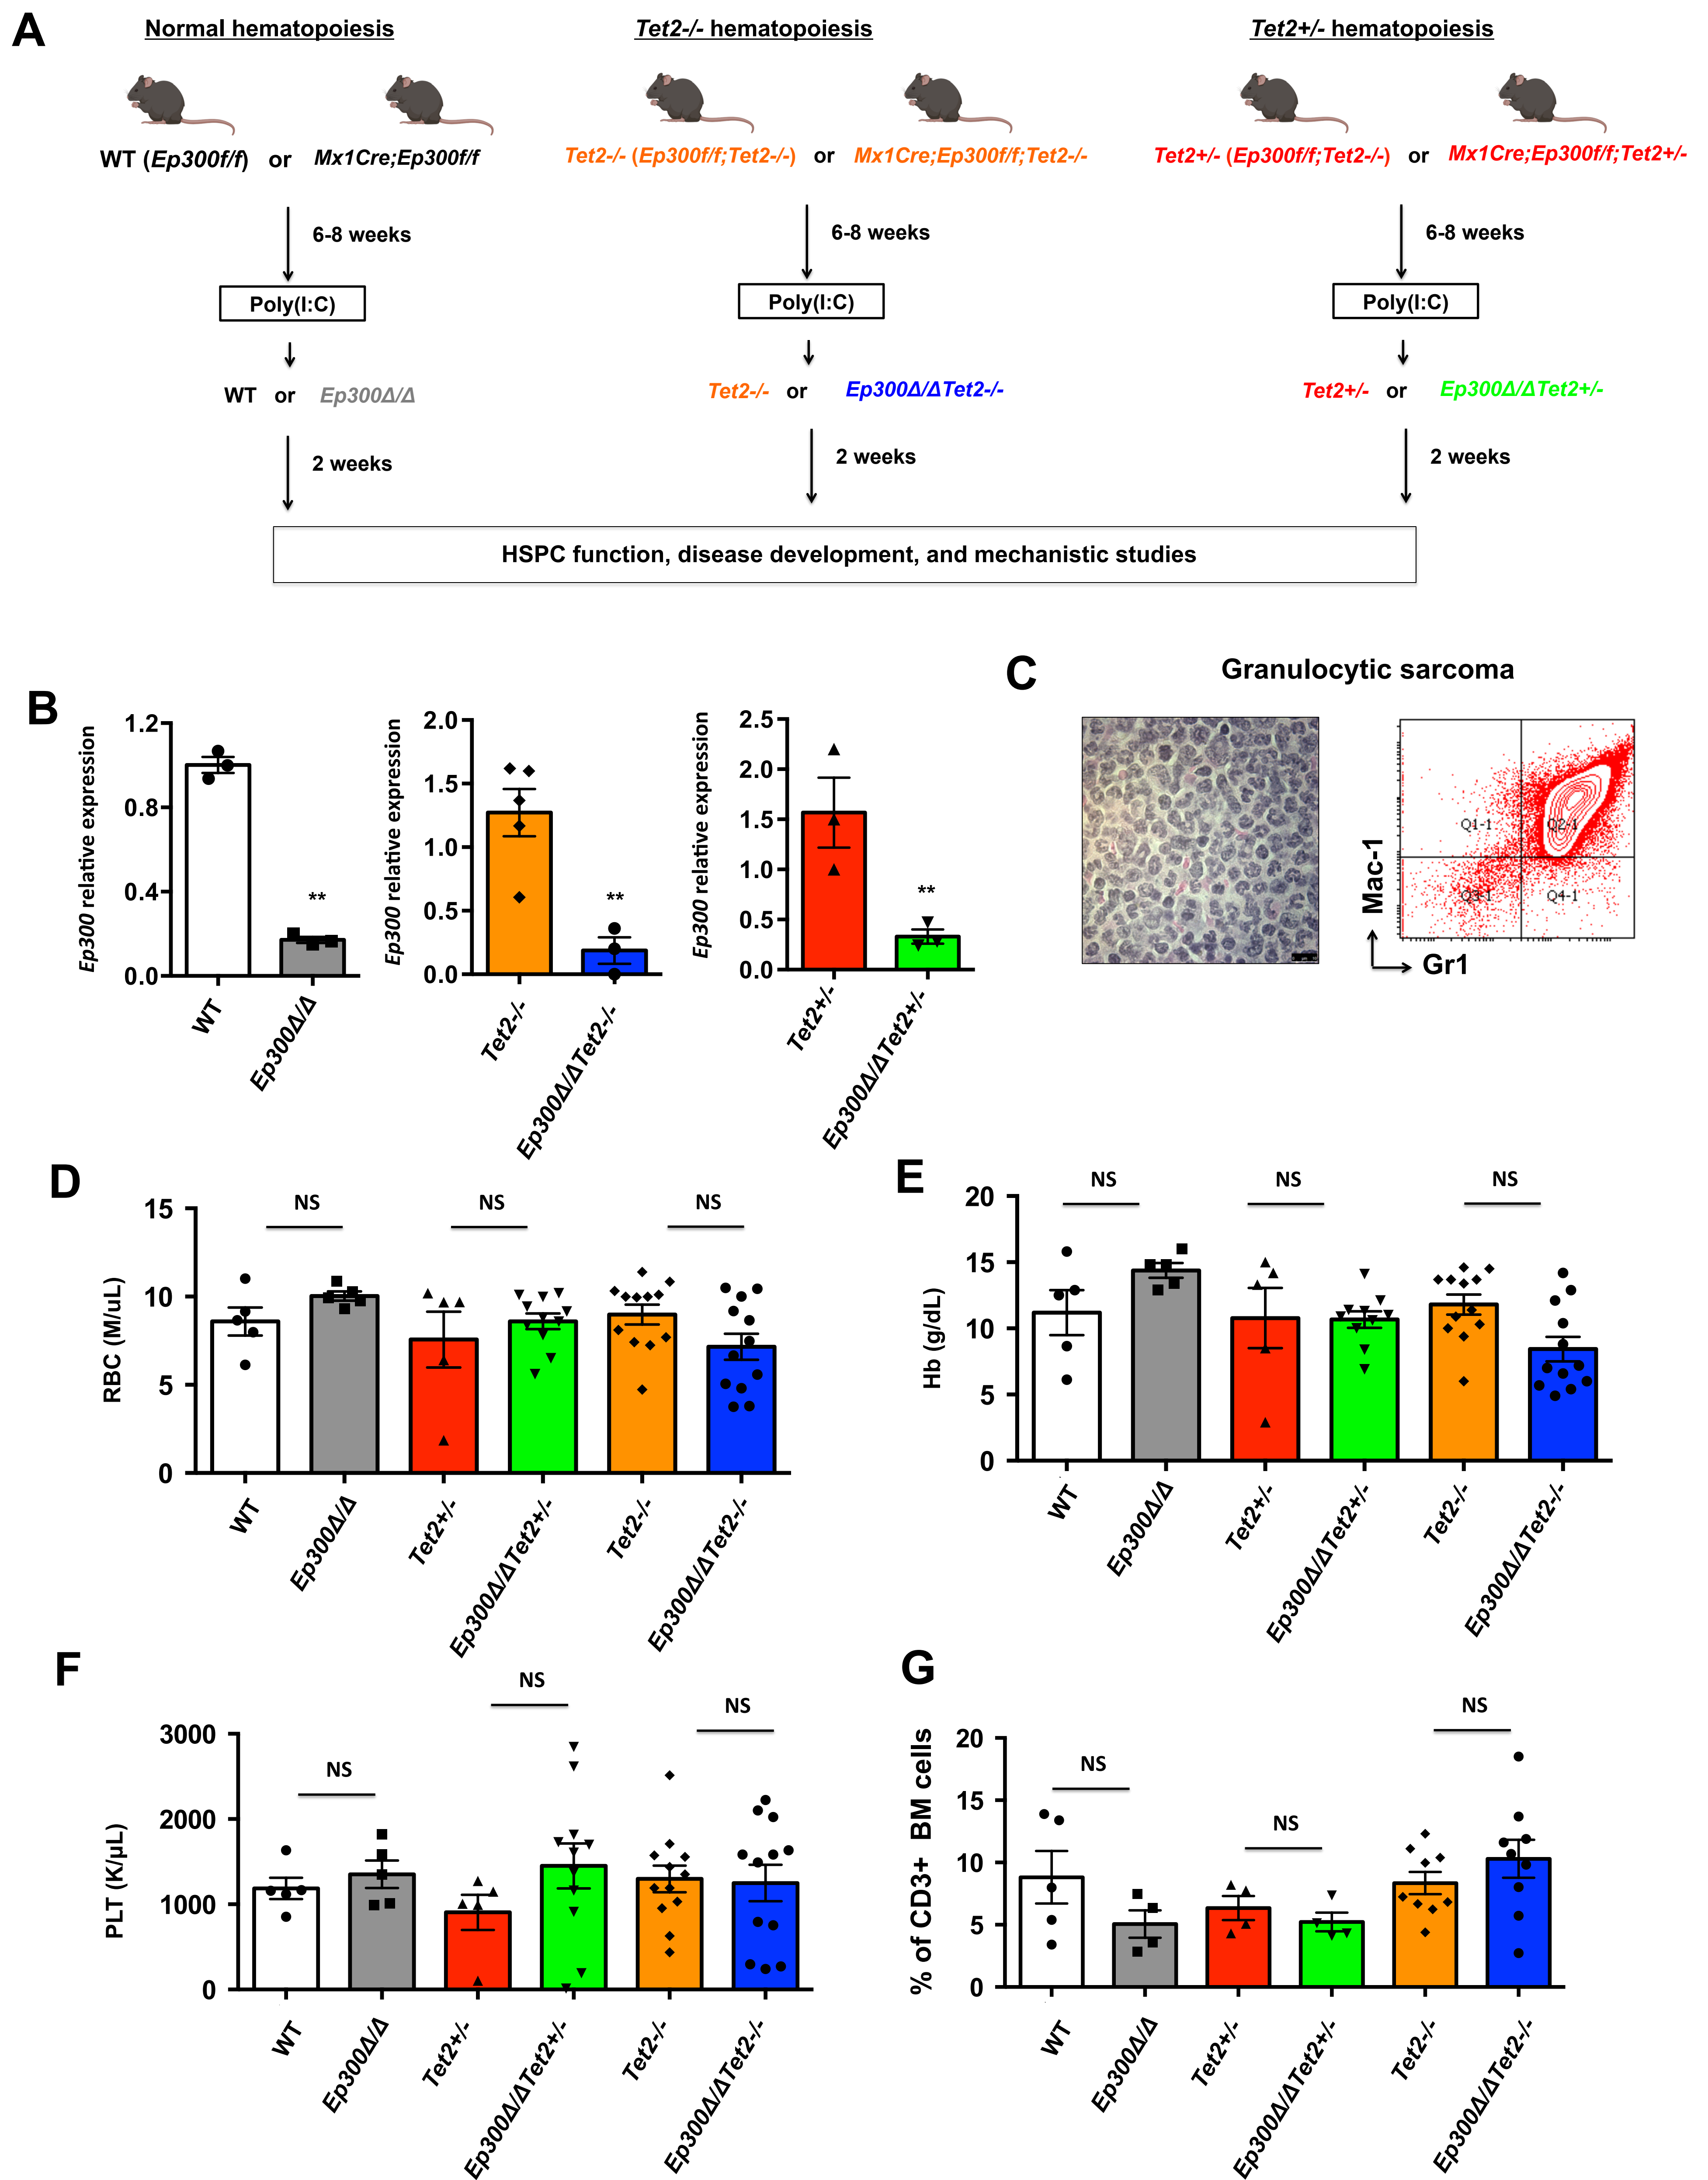 A
Normal hematopoiesis
Tet2-/- hematopoiesis
Tet2+/- hematopoiesis
WT (Ep300f/f) or Mx1Cre;Ep300f/f
Tet2-/- (Ep300f/f;Tet2-/-) or Mx1Cre;Ep300f/f;Tet2-/-
Tet2+/- (Ep300f/f;Tet2-/-) or Mx1Cre;Ep300f/f;Tet2+/-
6-8 weeks
6-8 weeks
6-8 weeks
Poly(I:C)
Poly(I:C)
Poly(I:C)
WT or Ep300Δ/Δ
Tet2-/- or Ep300Δ/ΔTet2-/-
Tet2+/- or Ep300Δ/ΔTet2+/-
2 weeks
2 weeks
2 weeks
HSPC function, disease development, and mechanistic studies
B
Ep300 relative expression
1.2
0.8
0.4
0.0
**
WT
Ep300Δ/Δ
Ep300 relative expression
2.0
1.5
1.0
0.5
0.0
**
Tet2-/-
Ep300Δ/ΔTet2-/-
Ep300 relative expression
2.5
2.0
1.5
1.0
0.5
0.0
**
Tet2+/-
Ep300Δ/ΔTet2+/-
C
Granulocytic sarcoma
Q1-1
Q2-1
Q3-1
Q4-1
Mac-1
Gr1
D
RBC (M/uL)
15
10
5
0
NS
NS
NS
WT
Ep300Δ/Δ
Tet2+/-
Ep300Δ/ΔTet2+/-
Tet2-/-
Ep300Δ/ΔTet2-/-
E
Hb (g/dL)
20
15
10
5
0
NS
NS
NS
WT
Ep300Δ/Δ
Tet2+/-
Ep300Δ/ΔTet2+/-
Tet2-/-
Ep300Δ/ΔTet2-/-
F
PLT (K/µL)
3000
2000
1000
0
NS
NS
NS
WT
Ep300Δ/Δ
Tet2+/-
Ep300Δ/ΔTet2+/-
Tet2-/-
Ep300Δ/ΔTet2-/-
G
% of CD3+ BM cells
20
15
10
5
0
NS
NS
NS
WT
Ep300Δ/Δ
Tet2+/-
Ep300Δ/ΔTet2+/-
Tet2-/-
Ep300Δ/ΔTet2-/-